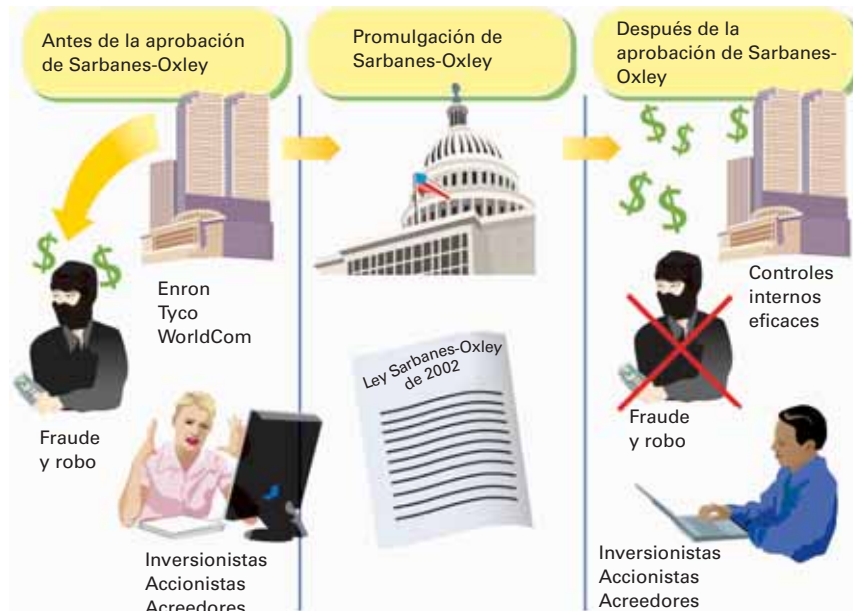 Antes de la aprobación
de Sarbanes-Oxley
Promulgación de
Sarbanes-Oxley
Después de la
aprobación de Sarbanes-
Oxley
$ $
Enron
Tyco
WorldCom
Fraude
y robo
Inversionistas
Accionistas
Acreedores
Ley Sarbanes-Oxley
de 2002
$ $ $
$ $
Controles
internos
eficaces
Fraude
y robo
Inversionistas
Accionistas
Acreedores